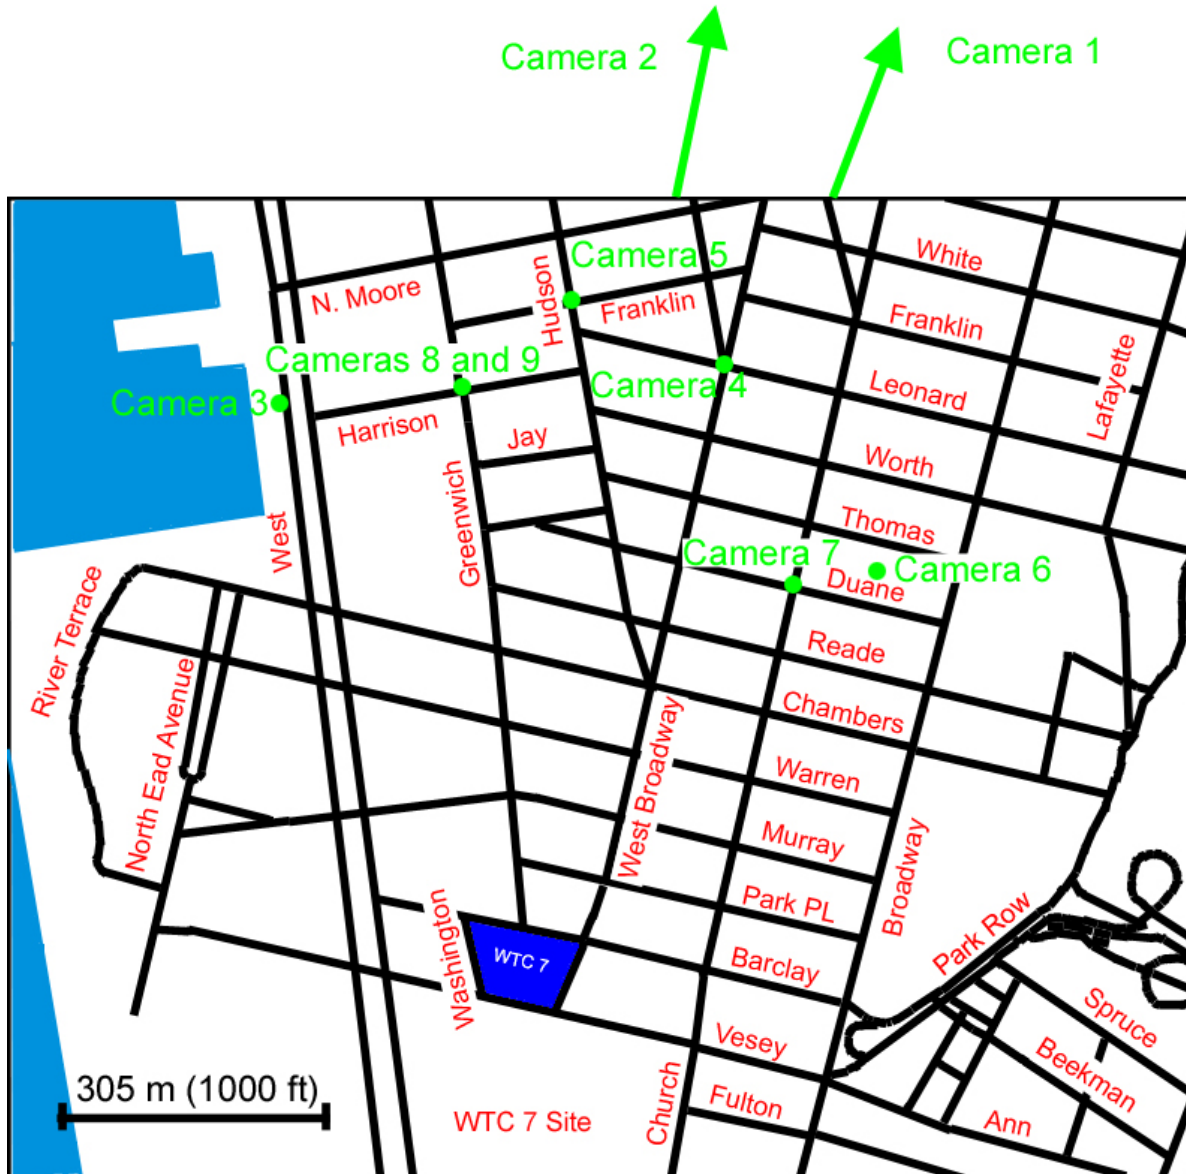 Camera 2
Camera 1
Camera 5
White
N. Moore
Hudson
Franklin
Franklin
Cameras 8 and 9
Lafayette
Camera 3
Camera 4
Leonard
Harrison
Jay
Worth
Greenwich
West
Thomas
Camera 7
Camera 6
Duane
River Terrace
Reade
North Ead Avenue
Chambers
West Broadway
Warren
Murray
Broadway
Park PL
Park Row
Washington
WTC 7
Barclay
Spruce
Vesey
Beekman
305 m (1000 ft)
Church
Fulton
WTC 7 Site
Ann